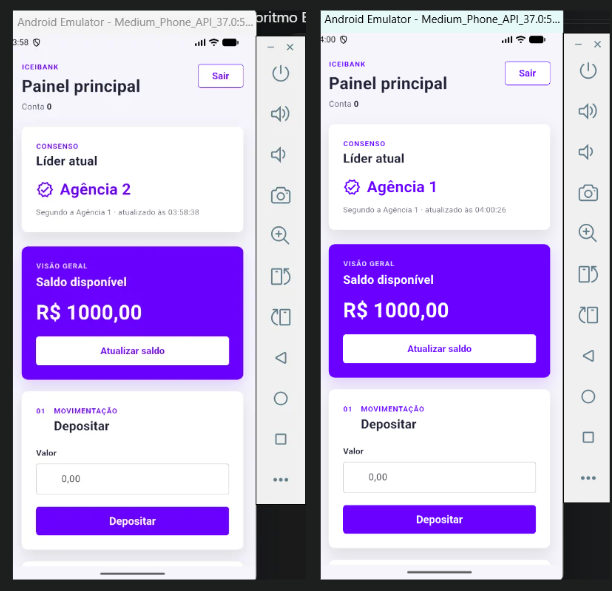 Android Emulator - Medium_Phone_API_37.0:5...
3:58
ICEIBANK
Painel principal
Sair
Conta 0
CONSENSO
Líder atual
Agência 2
Segundo a Agência 1 · atualizado às 03:58:38
VISÃO GERAL
Saldo disponível
R$ 1000,00
Atualizar saldo
01 MOVIMENTAÇÃO
Depositar
Valor
0,00
Depositar
oritmo
Android Emulator - Medium_Phone_API_37.0:5...
4:00
ICEIBANK
Painel principal
Sair
Conta 0
CONSENSO
Líder atual
Agência 1
Segundo a Agência 1 · atualizado às 04:00:26
VISÃO GERAL
Saldo disponível
R$ 1000,00
Atualizar saldo
01 MOVIMENTAÇÃO
Depositar
Valor
0,00
Depositar